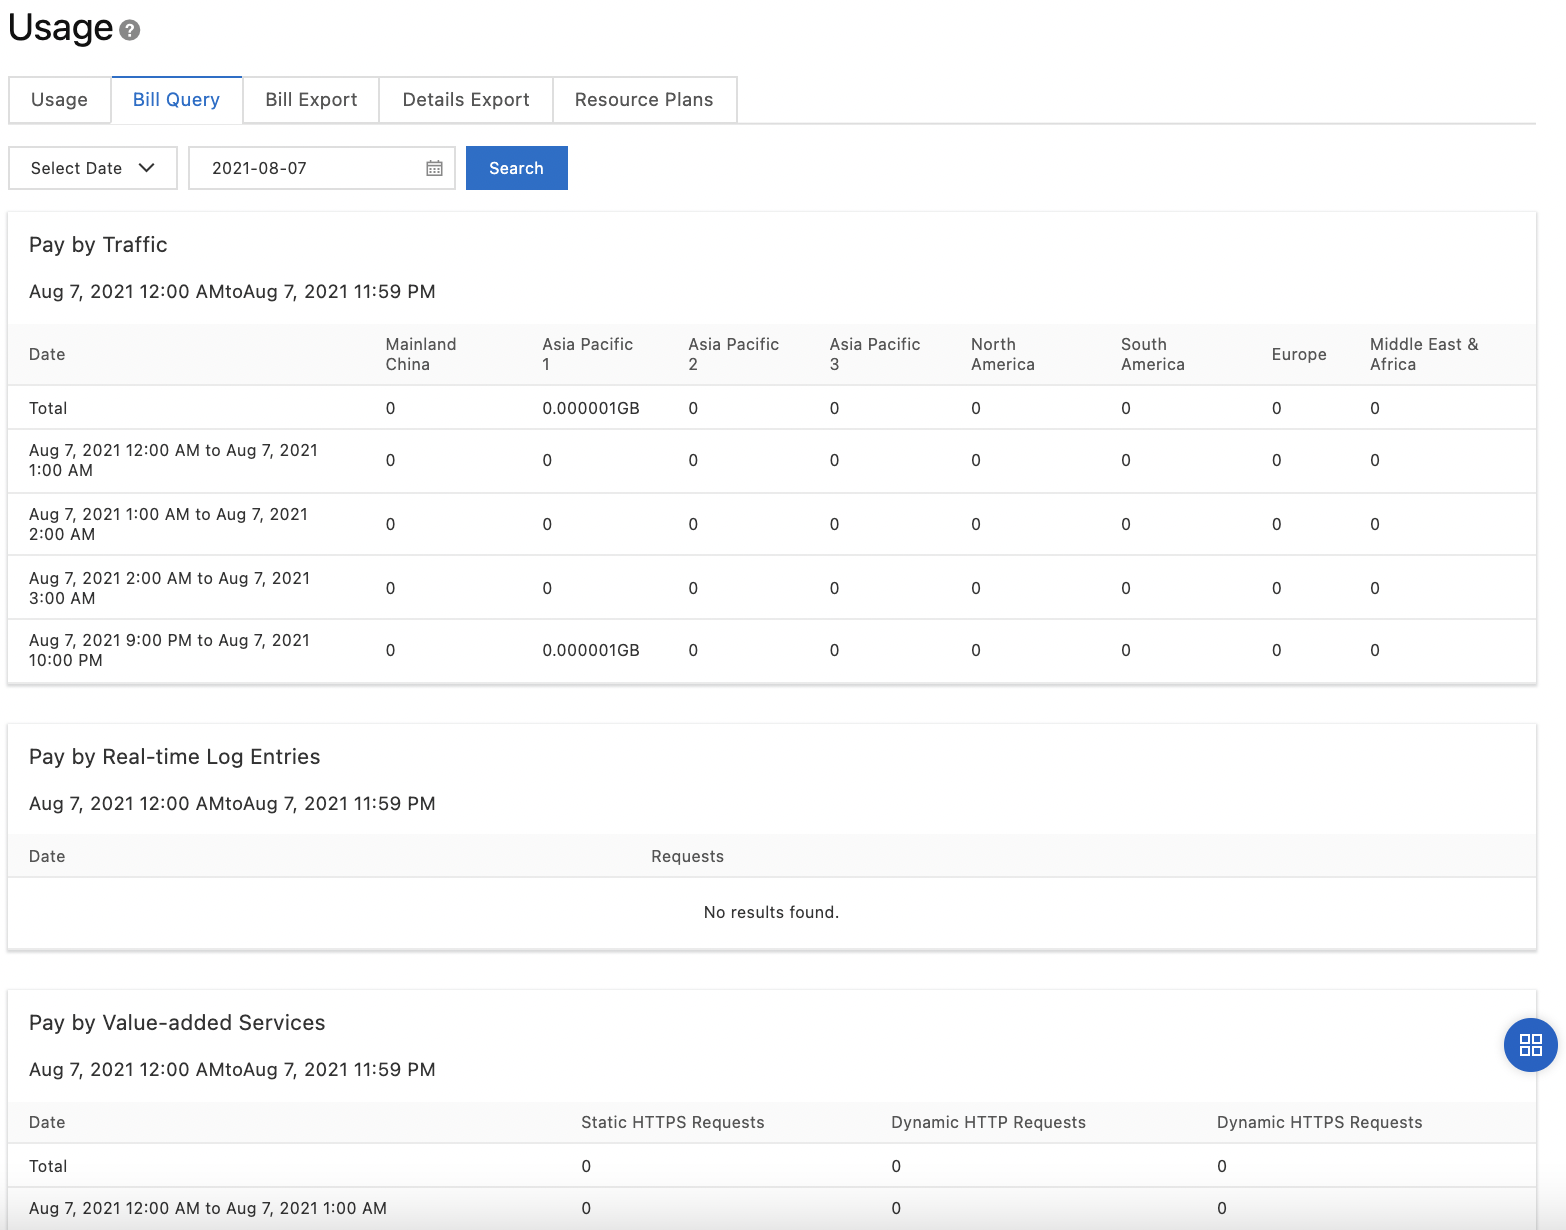 Usage
Usage Bill Query Bill Export Details Export Resource Plans
Select Date 2021-08-07 Search
Pay by Traffic
Aug 7, 2021 12:00 AMtoAug 7, 2021 11:59 PM
Date Mainland China Asia Pacific 1 Asia Pacific 2 Asia Pacific 3 North America South America Europe Middle East & Africa
Total 0 0.000001GB 0 0 0 0 0 0
Aug 7, 2021 12:00 AM to Aug 7, 2021 1:00 AM 0 0 0 0 0 0 0 0
Aug 7, 2021 1:00 AM to Aug 7, 2021 2:00 AM 0 0 0 0 0 0 0 0
Aug 7, 2021 2:00 AM to Aug 7, 2021 3:00 AM 0 0 0 0 0 0 0 0
Aug 7, 2021 9:00 PM to Aug 7, 2021 10:00 PM 0 0.000001GB 0 0 0 0 0 0
Pay by Real-time Log Entries
Aug 7, 2021 12:00 AMtoAug 7, 2021 11:59 PM
Date Requests
No results found.
Pay by Value-added Services
Aug 7, 2021 12:00 AMtoAug 7, 2021 11:59 PM
Date Static HTTPS Requests Dynamic HTTP Requests Dynamic HTTPS Requests
Total 0 0 0
Aug 7, 2021 12:00 AM to Aug 7, 2021 1:00 AM 0 0 0